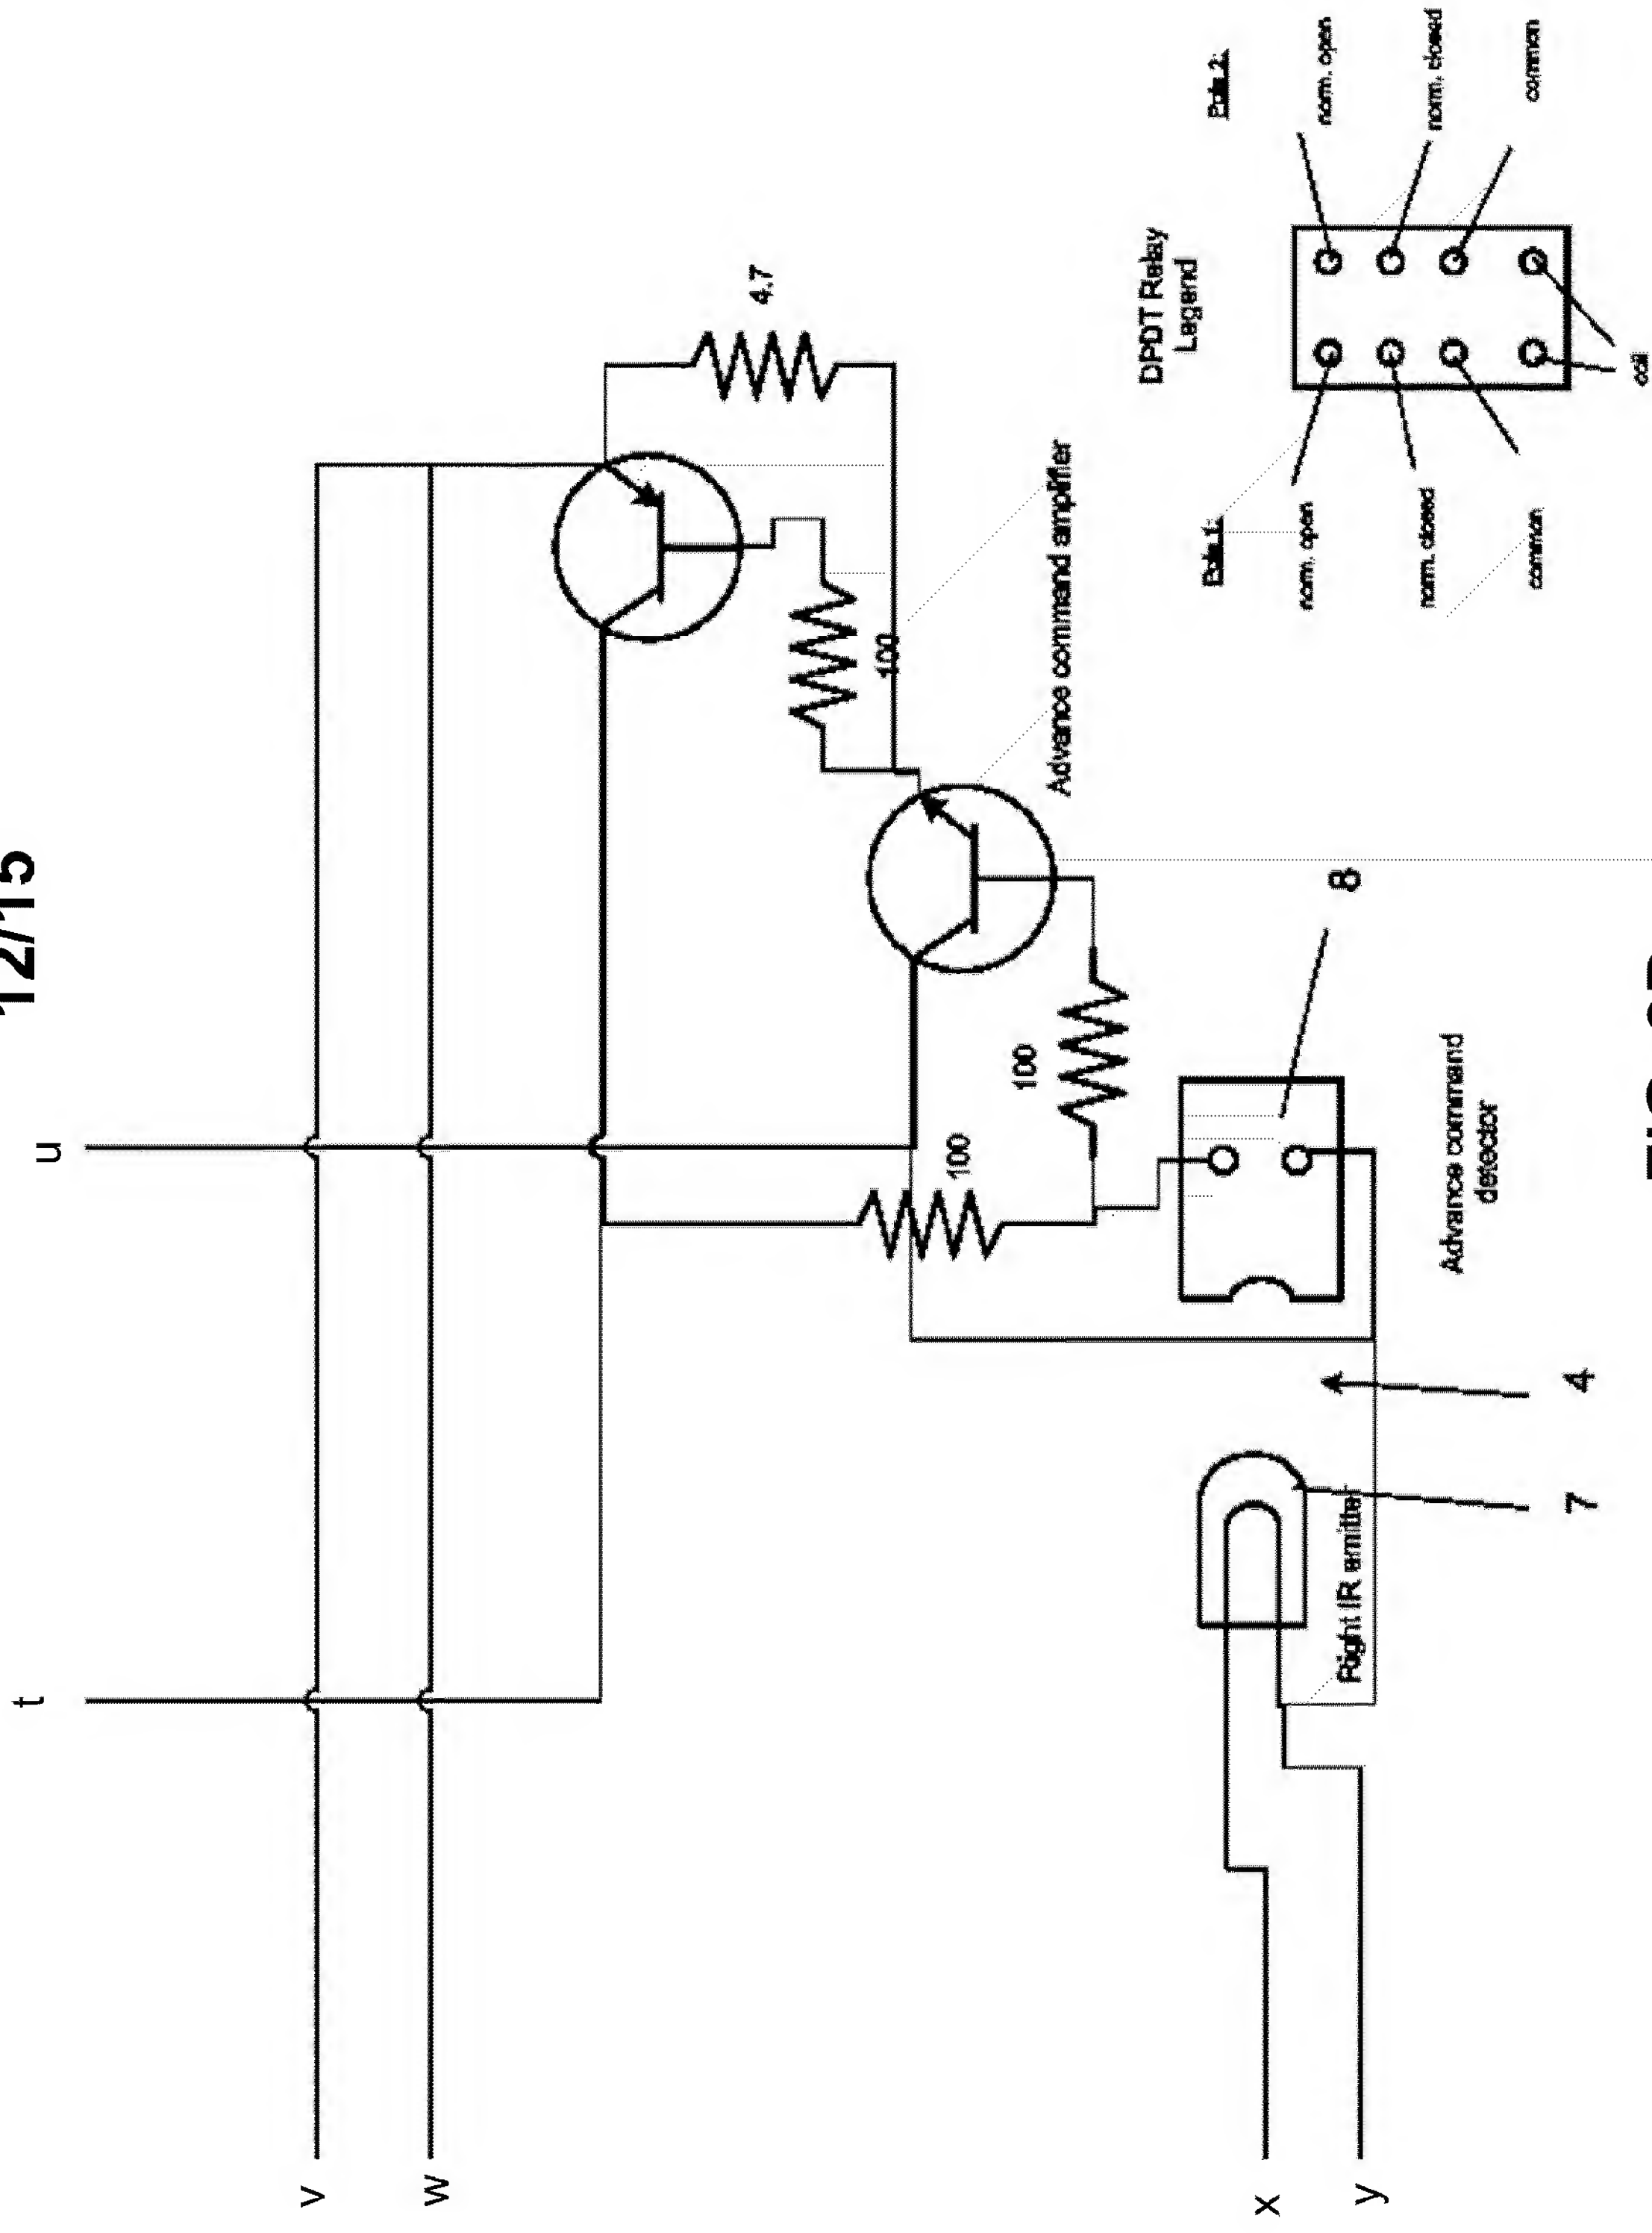 12/15
t
u
v
w
x
y
4.7
100
100
100
Advance command amplifier
Right IR emitter
7
4
8
Advance command
detector
DPDT Relay
Legend
Pole 1:
norm. open
norm. closed
common
Pole 2:
norm. open
norm. closed
common
coil